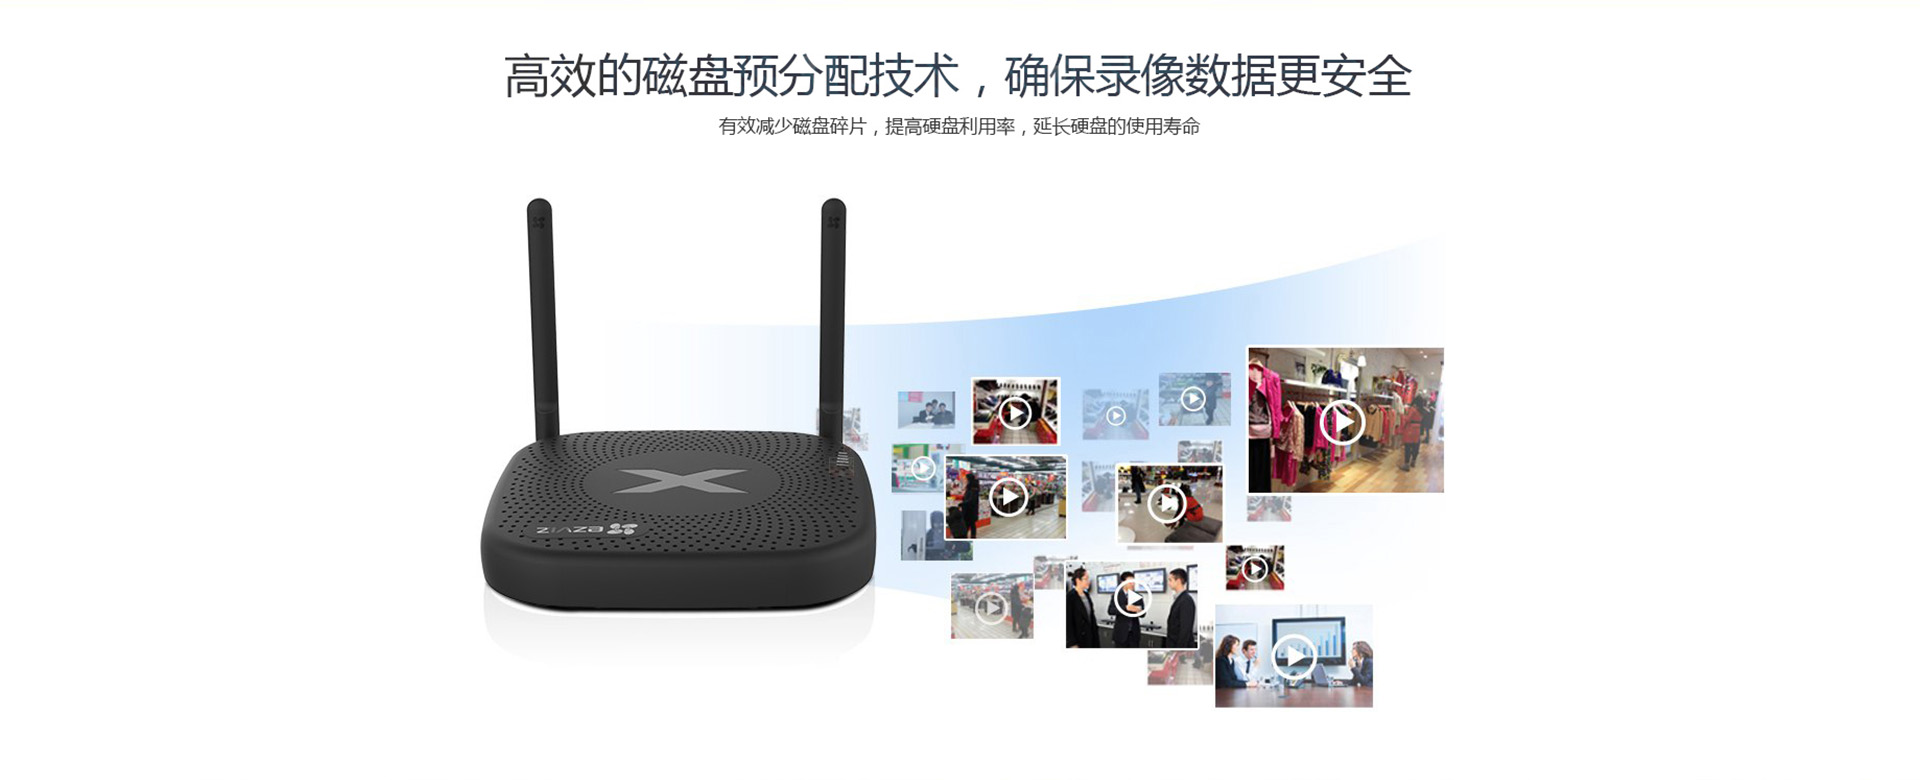 高效的磁盘预分配技术，确保录像数据更安全
有效减少磁盘碎片，提高硬盘利用率，延长硬盘的使用寿命
ezviz